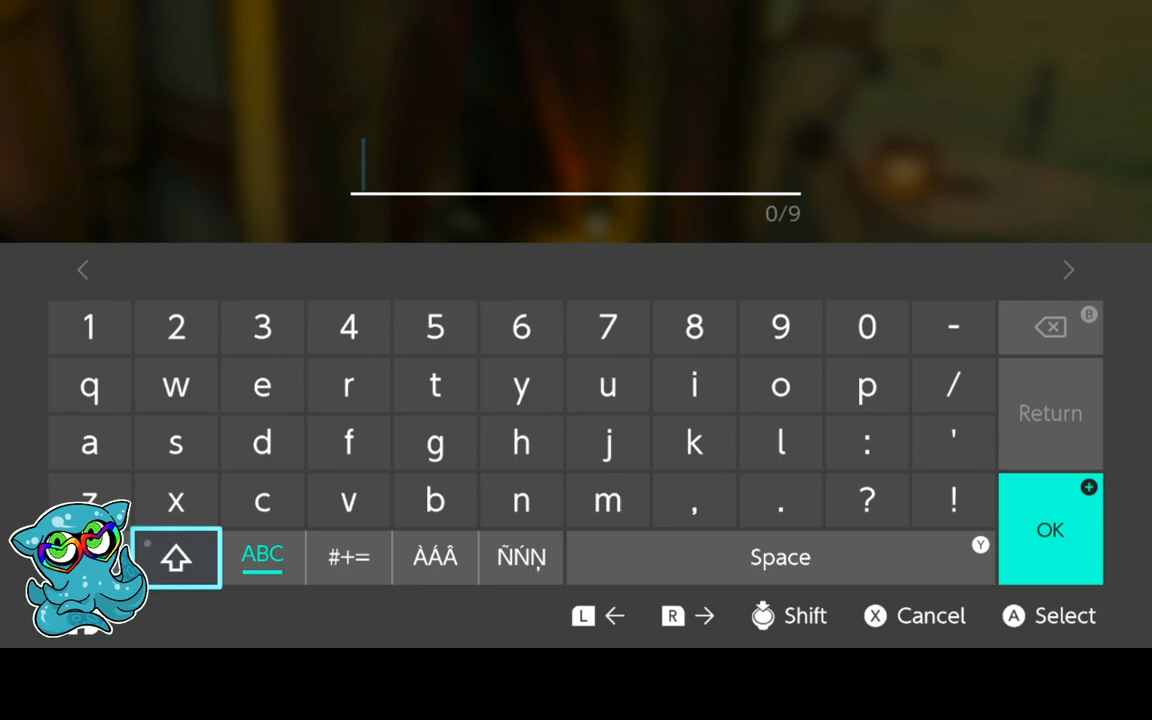 0/9
1 2 3 4 5 6 7 8 9 0 -
q w e r t y u i o p / Return
a s d f g h j k l : '
z x c v b n m , . ? ! OK
ABC #+= ÀÁÂ ÑŃŅ Space Y
L ← R → Shift X Cancel A Select